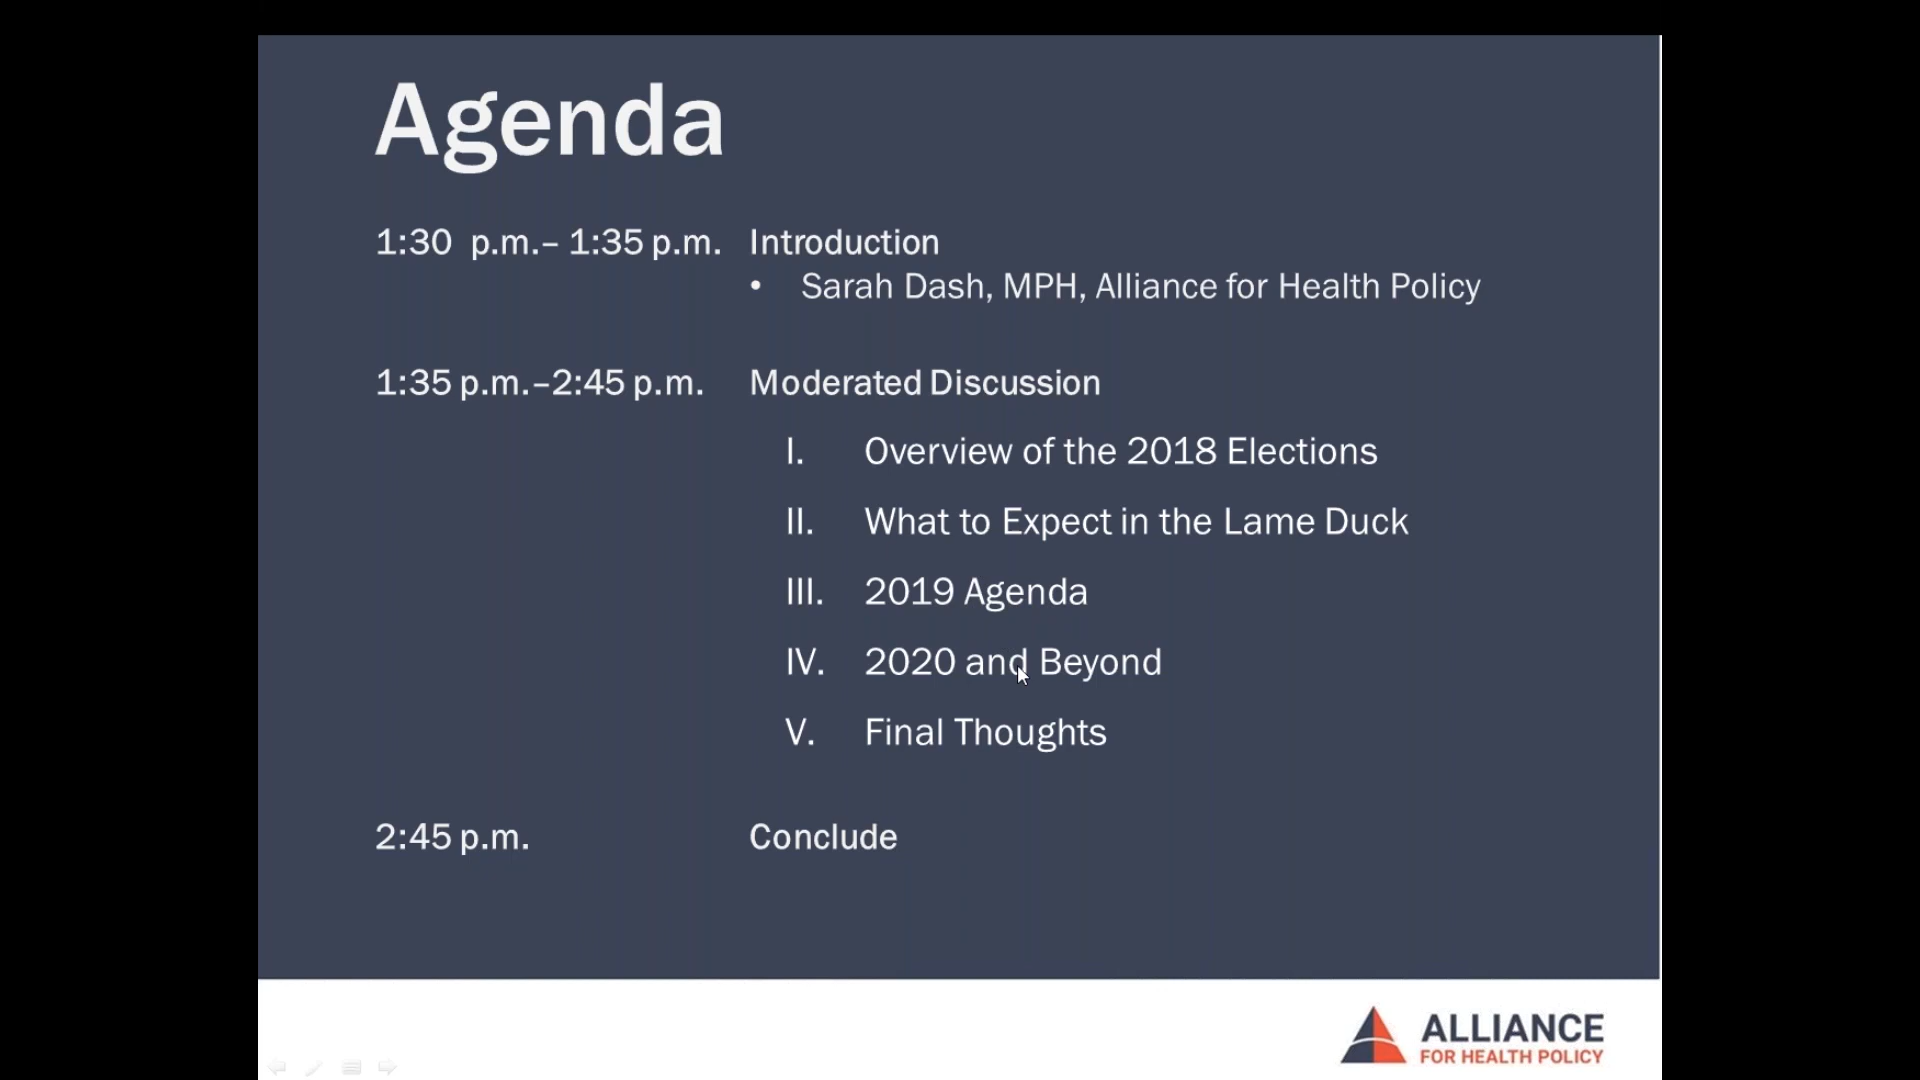 Agenda
1:30 p.m.– 1:35 p.m. Introduction
• Sarah Dash, MPH, Alliance for Health Policy
1:35 p.m.–2:45 p.m. Moderated Discussion
I. Overview of the 2018 Elections
II. What to Expect in the Lame Duck
III. 2019 Agenda
IV. 2020 and Beyond
V. Final Thoughts
2:45 p.m. Conclude
ALLIANCE
FOR HEALTH POLICY